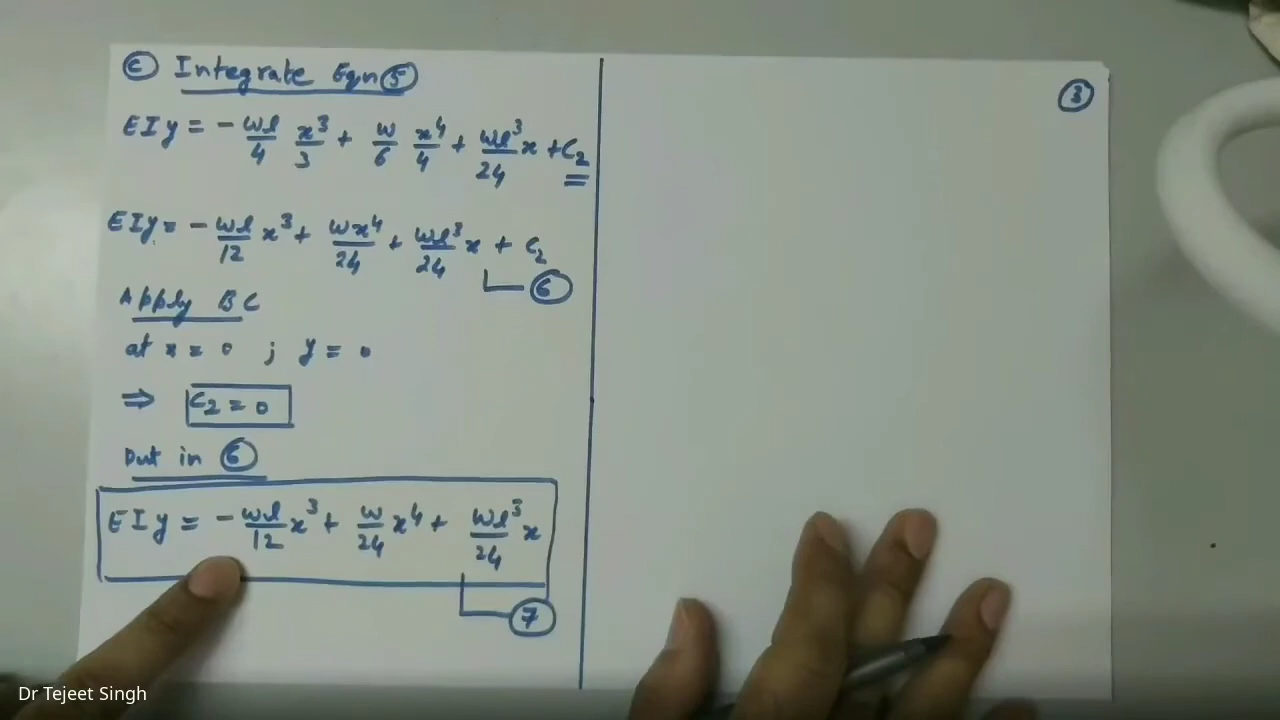 C Integrate Eqn 5
EIy = - wl/4 x³/3 + w/6 x⁴/4 + wl³/24 x + C₂
EIy = - wl/12 x³ + wx⁴/24 + wl³/24 x + C₂
6
Apply BC
at x = 0 ; y = 0
⇒ C₂ = 0
Put in 6
EIy = - wl/12 x³ + w/24 x⁴ + wl³/24 x
7
3
Dr Tejeet Singh